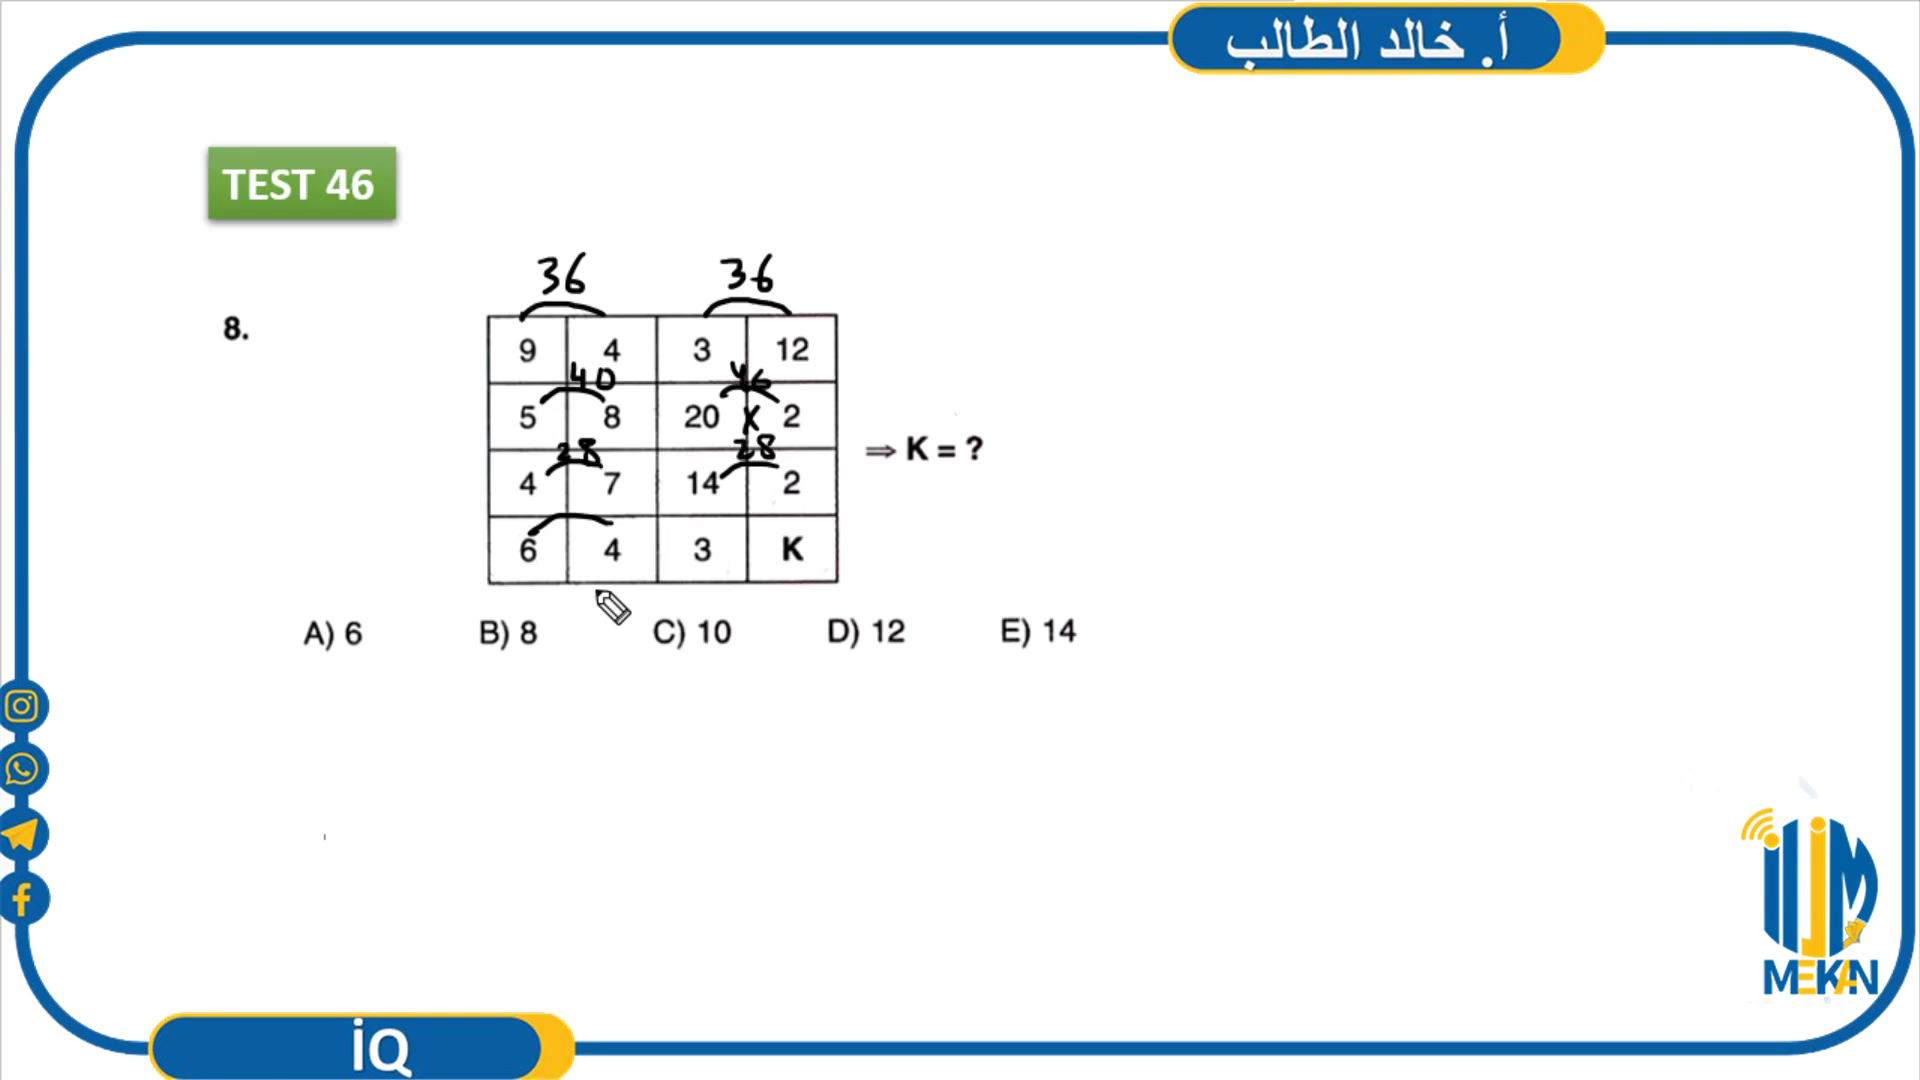 أ. خالد الطالب
TEST 46
36 36
8.
9 4 3 12
40 46
5 8 20 X 2
⇒ K = ?
28 28
4 7 14 2
6 4 3 K
A) 6 B) 8 C) 10 D) 12 E) 14
MEKAN
İQ